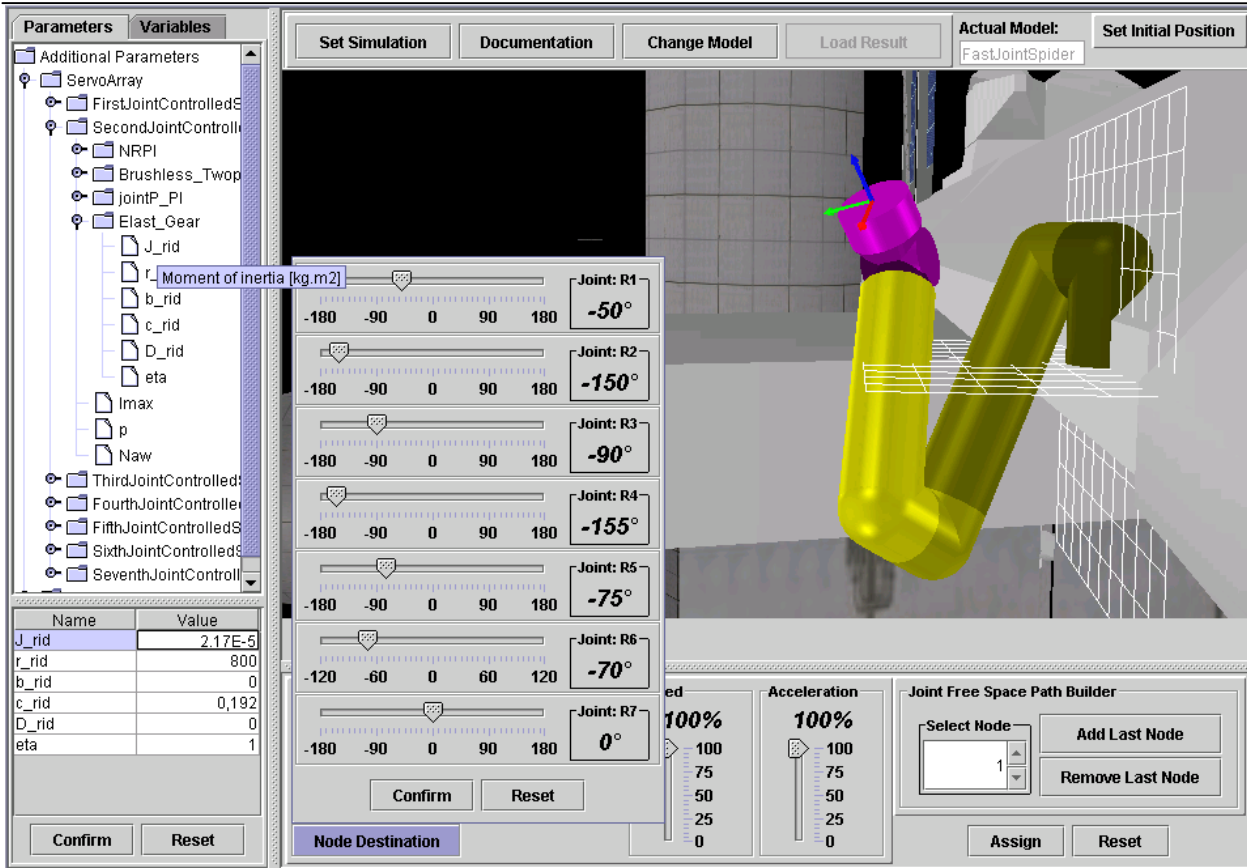 Parameters Variables
Additional Parameters
ServoArray
FirstJointControlledS
SecondJointControll
NRPI
Brushless_Twop
jointP_PI
Elast_Gear
J_rid
r_
Moment of inertia [kg.m2]
b_rid
c_rid
D_rid
eta
Imax
p
Naw
ThirdJointControlled
FourthJointControlle
FifthJointControlledS
SixthJointControlledS
SeventhJointControll
Name Value
J_rid 2.17E-5
r_rid 800
b_rid 0
c_rid 0,192
D_rid 0
eta 1
Confirm Reset
Set Simulation Documentation Change Model Load Result
Actual Model:
FastJointSpider
Set Initial Position
Joint: R1
-50°
-180 -90 0 90 180
Joint: R2
-150°
-180 -90 0 90 180
Joint: R3
-90°
-180 -90 0 90 180
Joint: R4
-155°
-180 -90 0 90 180
Joint: R5
-75°
-180 -90 0 90 180
Joint: R6
-70°
-120 -60 0 60 120
Joint: R7
0°
-180 -90 0 90 180
Confirm Reset
Node Destination
ed
100%
100
75
50
25
0
Acceleration
100%
100
75
50
25
0
Joint Free Space Path Builder
Select Node
1
Add Last Node
Remove Last Node
Assign Reset